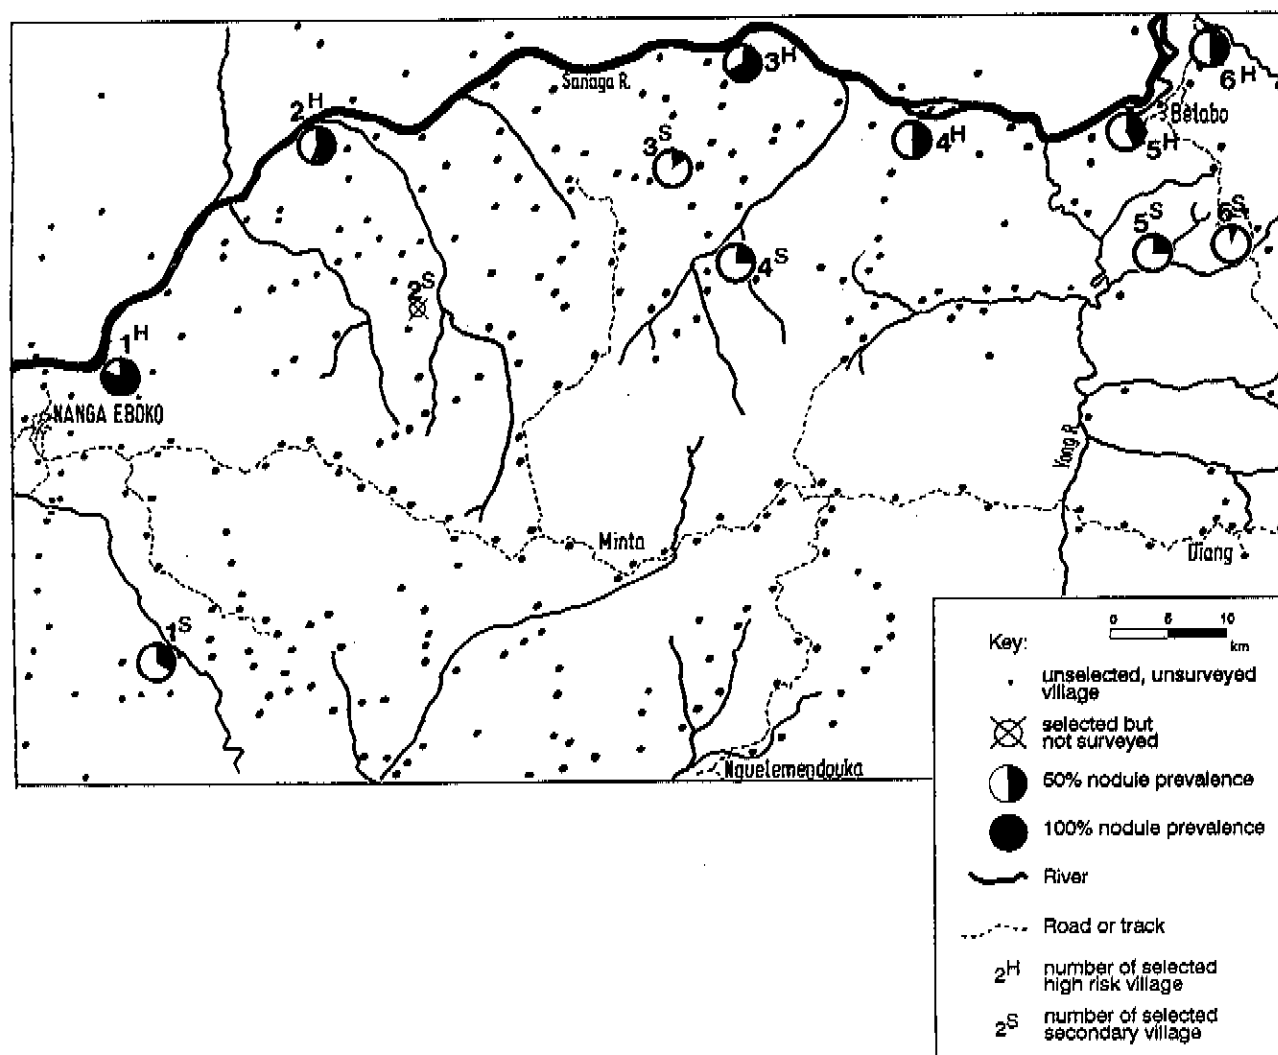 3H
6H
Sanaga R.
2H
Betabo
4H
5H
3S
5S
6S
4S
2S
1H
NANGA EBOKO
Yong R.
Minta
Diang
1S
Nguelemendouka
Key:
0 5 10
km
unselected, unsurveyed
village
selected but
not surveyed
50% nodule prevalence
100% nodule prevalence
River
Road or track
2H number of selected
high risk village
2S number of selected
secondary village